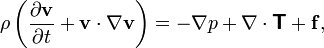 ρ ( ∂v/∂t + v · ∇v ) = −∇p + ∇ · T + f,